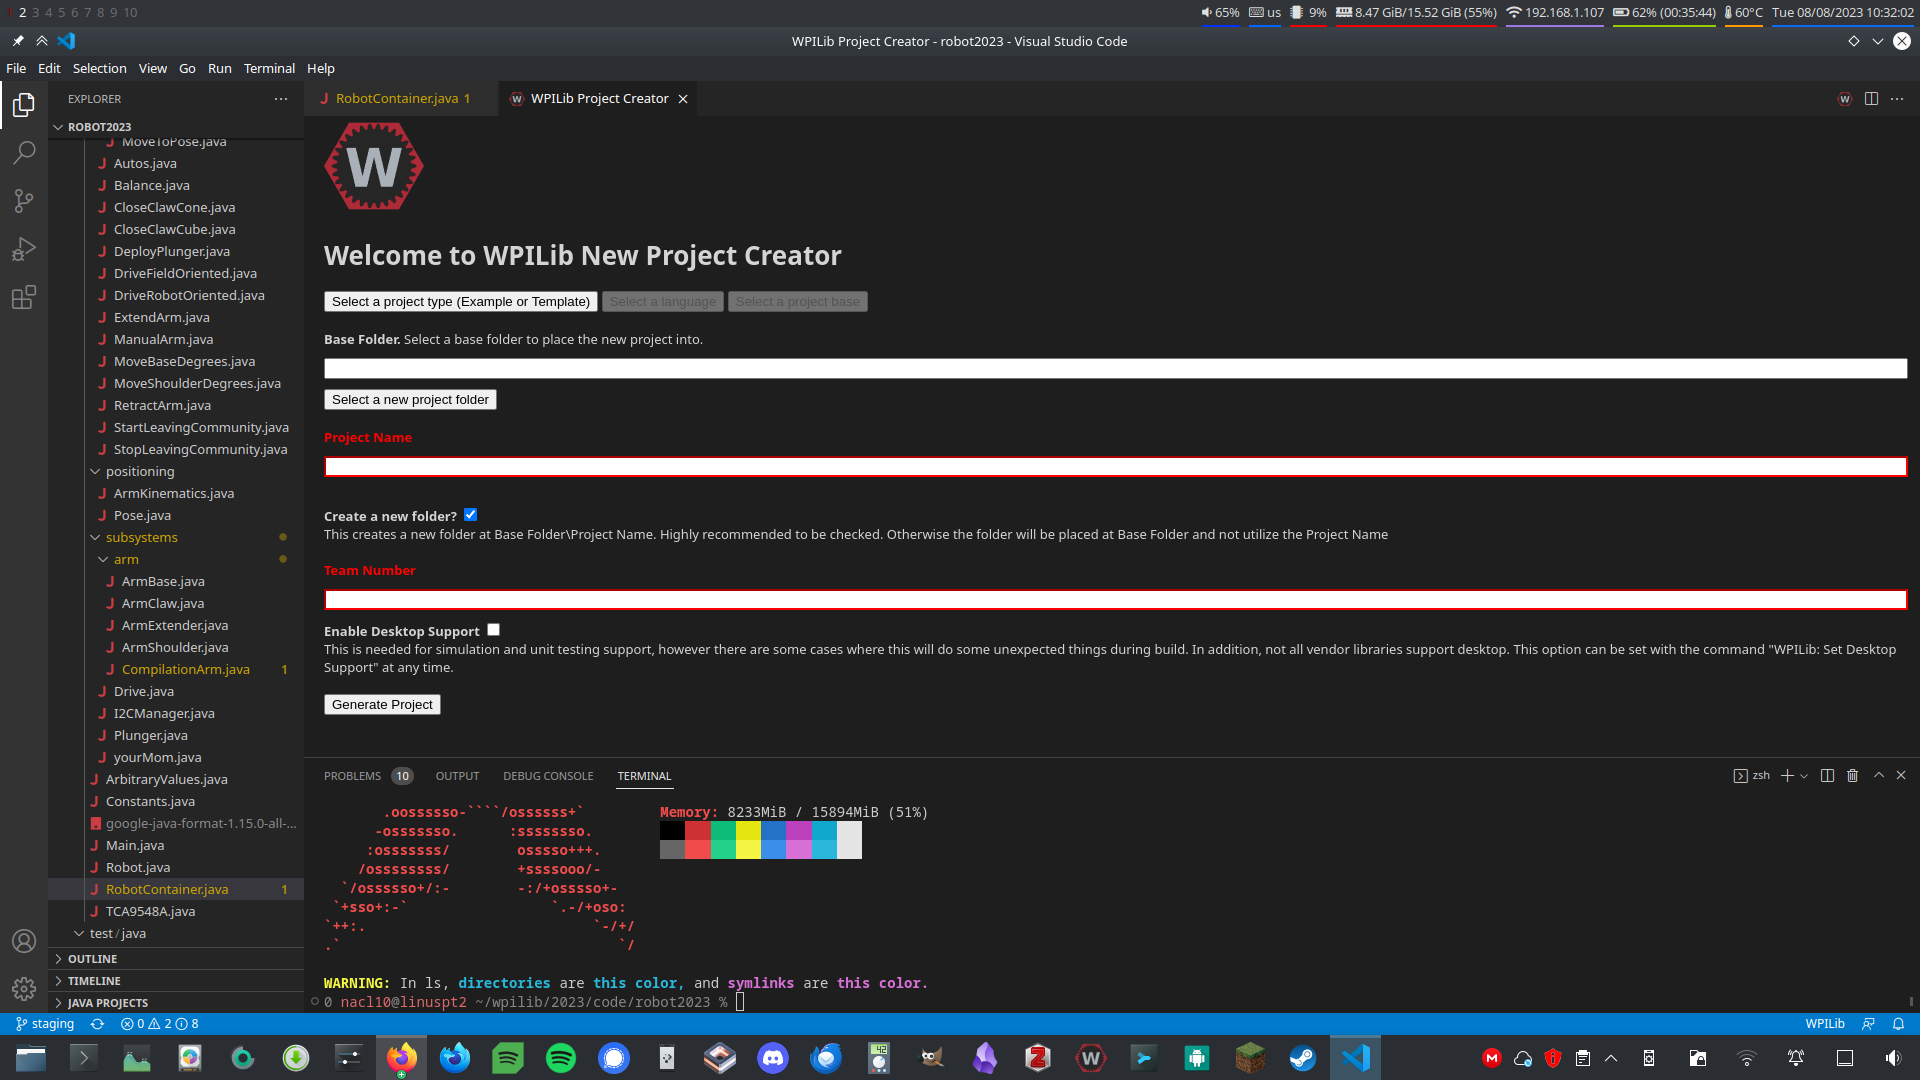 2 3 4 5 6 7 8 9 10
65% us 9% 8.47 GiB/15.52 GiB (55%) 192.168.1.107 62% (00:35:44) 60°C Tue 08/08/2023 10:32:02
WPILib Project Creator - robot2023 - Visual Studio Code
File Edit Selection View Go Run Terminal Help
EXPLORER
ROBOT2023
MoveToPose.java
Autos.java
Balance.java
CloseClawCone.java
CloseClawCube.java
DeployPlunger.java
DriveFieldOriented.java
DriveRobotOriented.java
ExtendArm.java
ManualArm.java
MoveBaseDegrees.java
MoveShoulderDegrees.java
RetractArm.java
StartLeavingCommunity.java
StopLeavingCommunity.java
positioning
ArmKinematics.java
Pose.java
subsystems
arm
ArmBase.java
ArmClaw.java
ArmExtender.java
ArmShoulder.java
CompilationArm.java 1
Drive.java
I2CManager.java
Plunger.java
yourMom.java
ArbitraryValues.java
Constants.java
google-java-format-1.15.0-all-...
Main.java
Robot.java
RobotContainer.java 1
TCA9548A.java
test / java
OUTLINE
TIMELINE
JAVA PROJECTS
RobotContainer.java 1
WPILib Project Creator
W
Welcome to WPILib New Project Creator
Select a project type (Example or Template) Select a language Select a project base
Base Folder. Select a base folder to place the new project into.
Select a new project folder
Project Name
Create a new folder?
This creates a new folder at Base Folder\Project Name. Highly recommended to be checked. Otherwise the folder will be placed at Base Folder and not utilize the Project Name
Team Number
Enable Desktop Support
This is needed for simulation and unit testing support, however there are some cases where this will do some unexpected things during build. In addition, not all vendor libraries support desktop. This option can be set with the command "WPILib: Set Desktop
Support" at any time.
Generate Project
PROBLEMS 10 OUTPUT DEBUG CONSOLE TERMINAL
zsh
.oossssso-````/ossssss+` Memory: 8233MiB / 15894MiB (51%)
-osssssso. :ssssssso.
:osssssss/ osssso+++.
/ossssssss/ +ssssooo/-
`/ossssso+/:- -:/+osssso+-
`+sso+:-` `.-/+oso:
`++:. `-/+/
.` `/
WARNING: In ls, directories are this color, and symlinks are this color.
0 nacl10@linuspt2 ~/wpilib/2023/code/robot2023 %
staging 0 2 8
WPILib